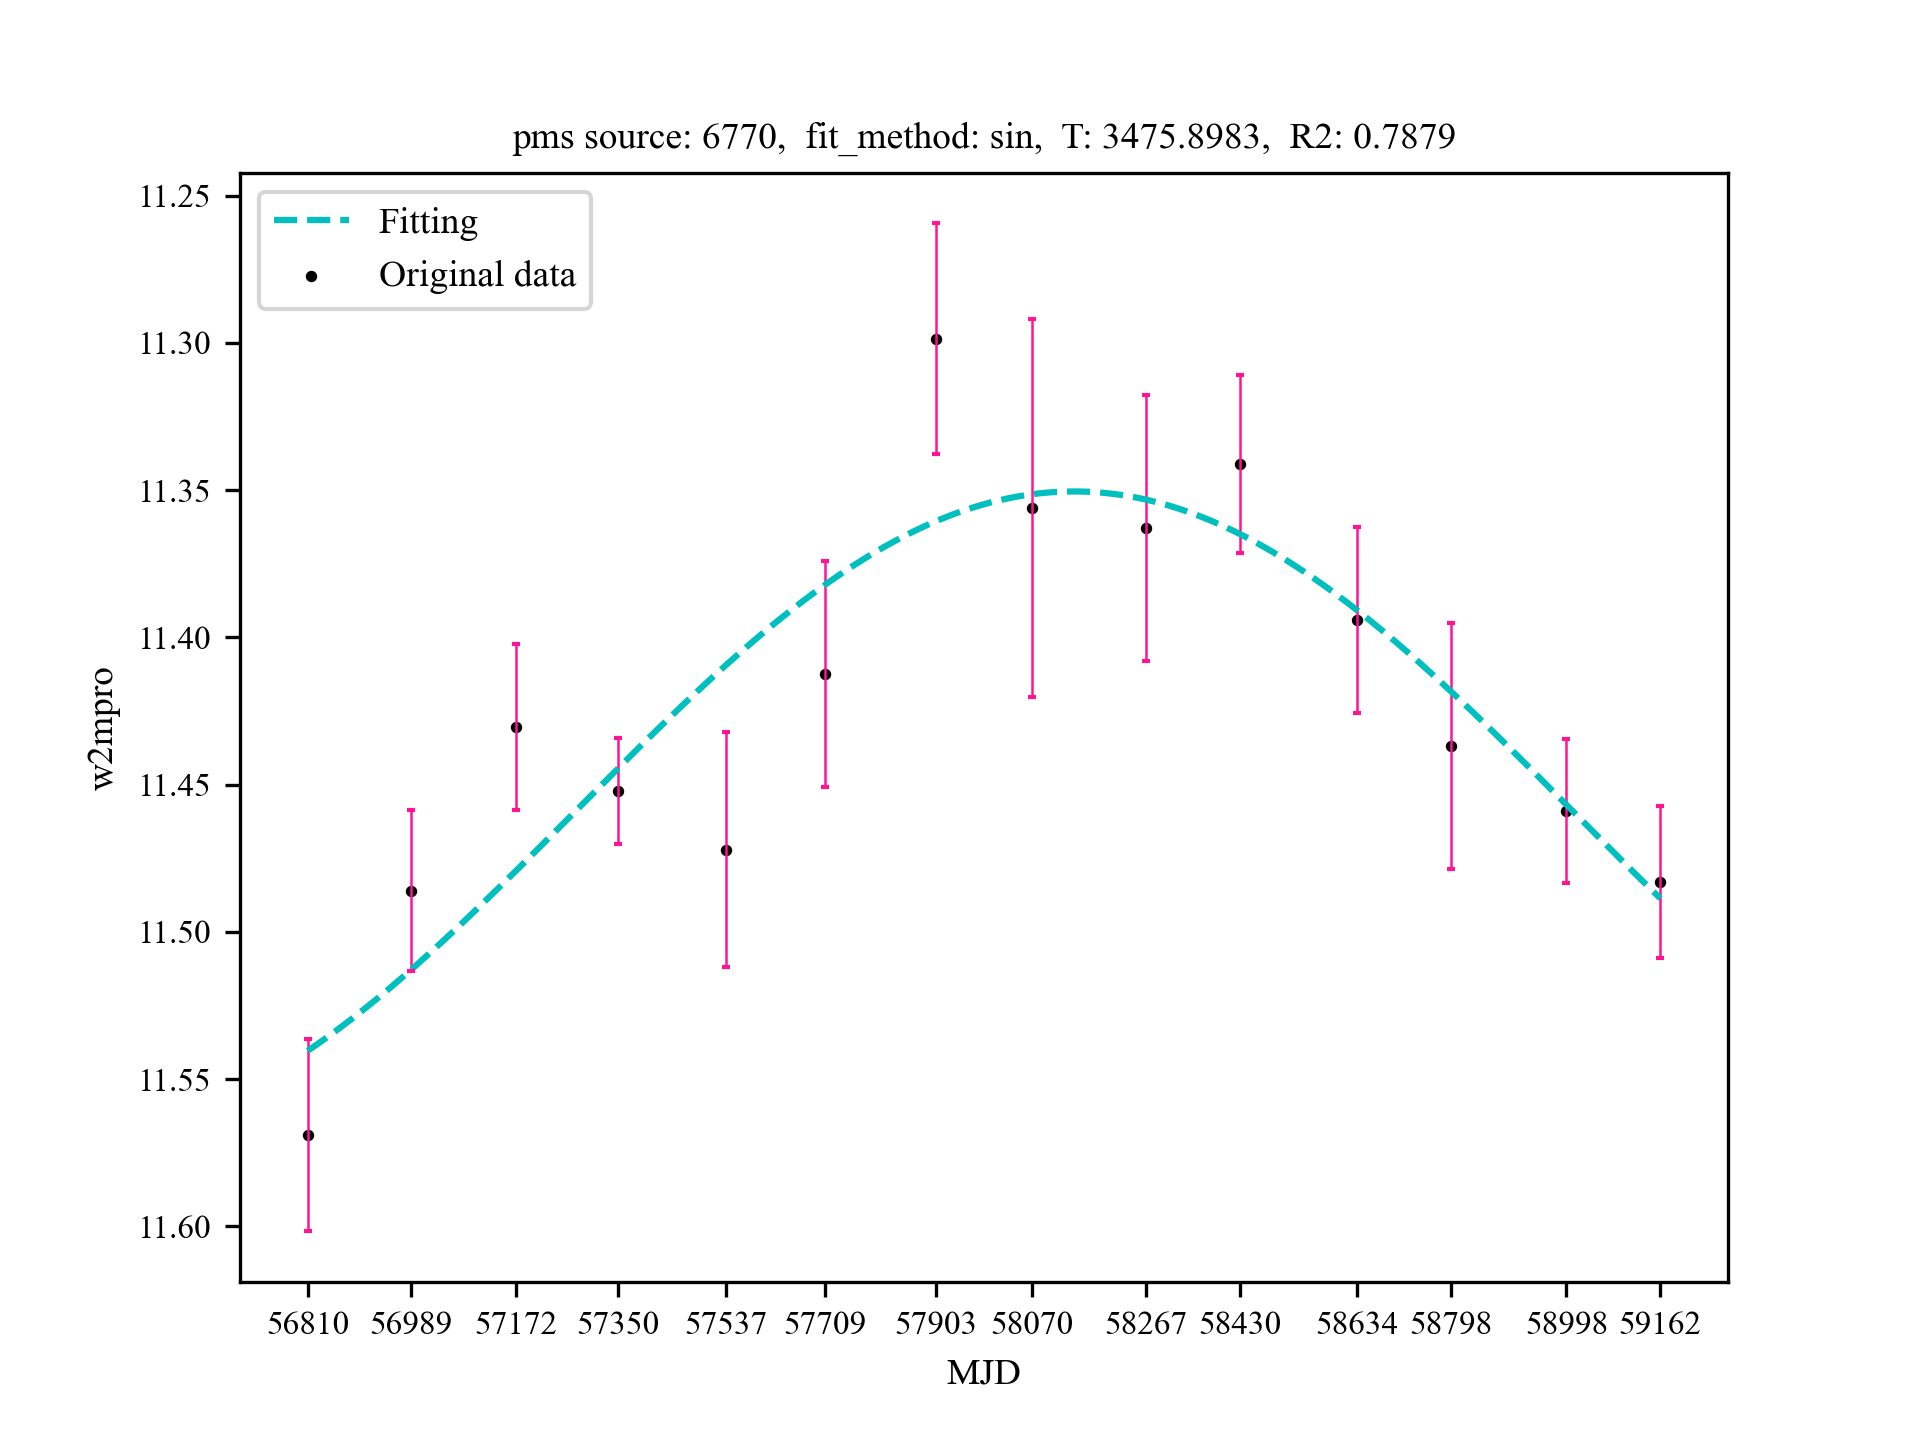 pms source: 6770, fit_method: sin, T: 3475.8983, R2: 0.7879
Fitting
Original data
11.25
11.30
11.35
11.40
11.45
11.50
11.55
11.60
w2mpro
56810 56989 57172 57350 57537 57709 57903 58070 58267 58430 58634 58798 58998 59162
MJD